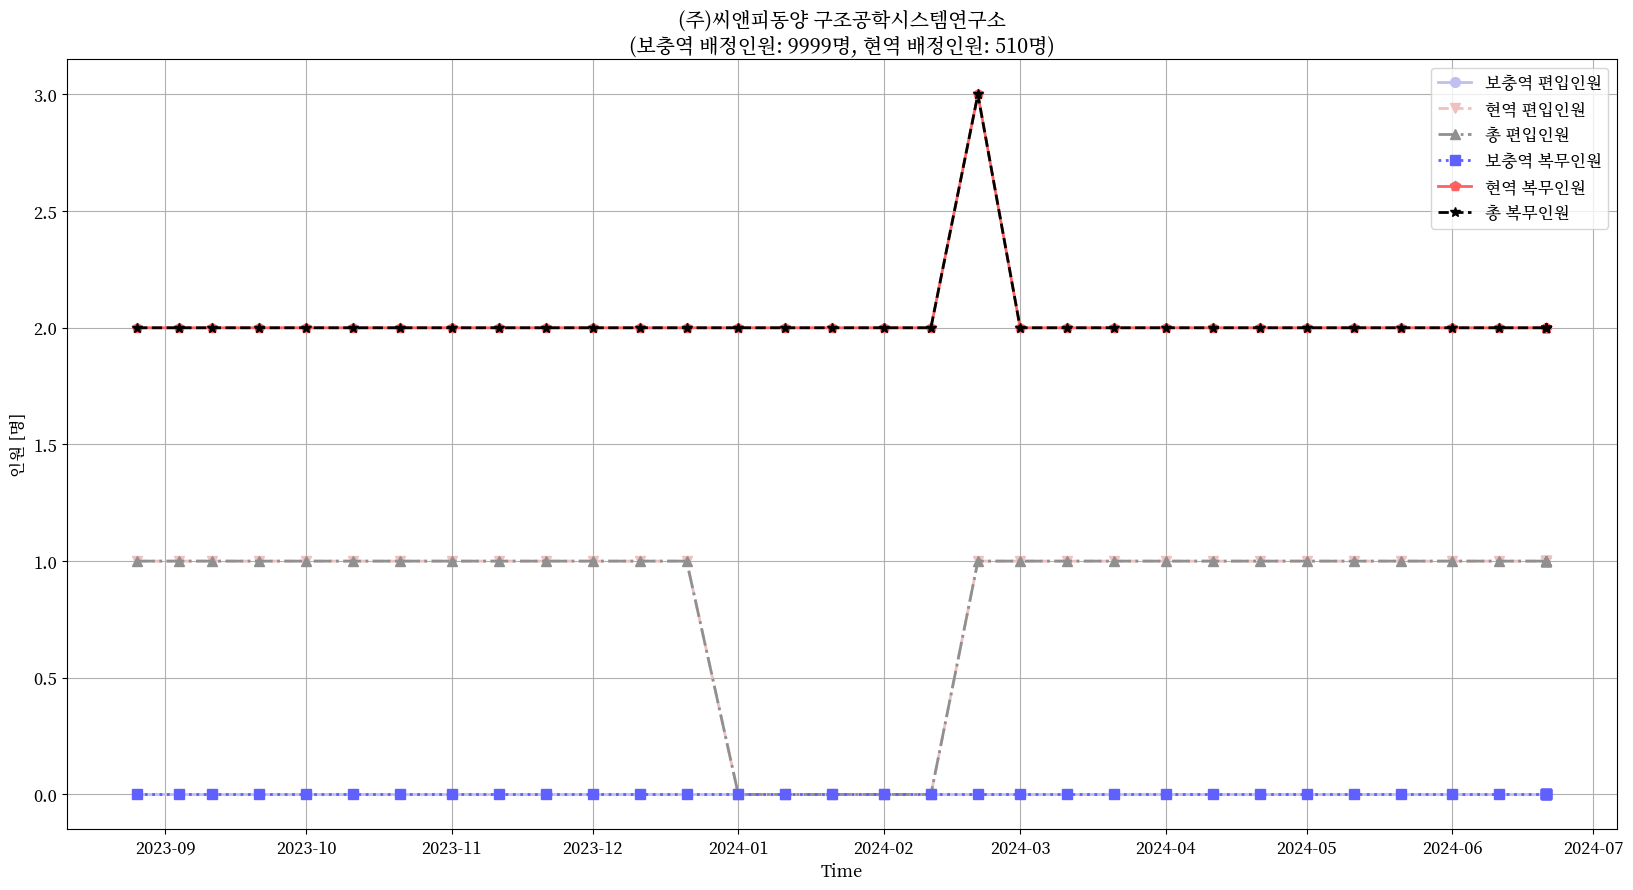 (주)씨앤피동양 구조공학시스템연구소
(보충역 배정인원: 9999명, 현역 배정인원: 510명)
보충역 편입인원
현역 편입인원
총 편입인원
보충역 복무인원
현역 복무인원
총 복무인원
인원 [명]
3.0
2.5
2.0
1.5
1.0
0.5
0.0
2023-09 2023-10 2023-11 2023-12 2024-01 2024-02 2024-03 2024-04 2024-05 2024-06 2024-07
Time